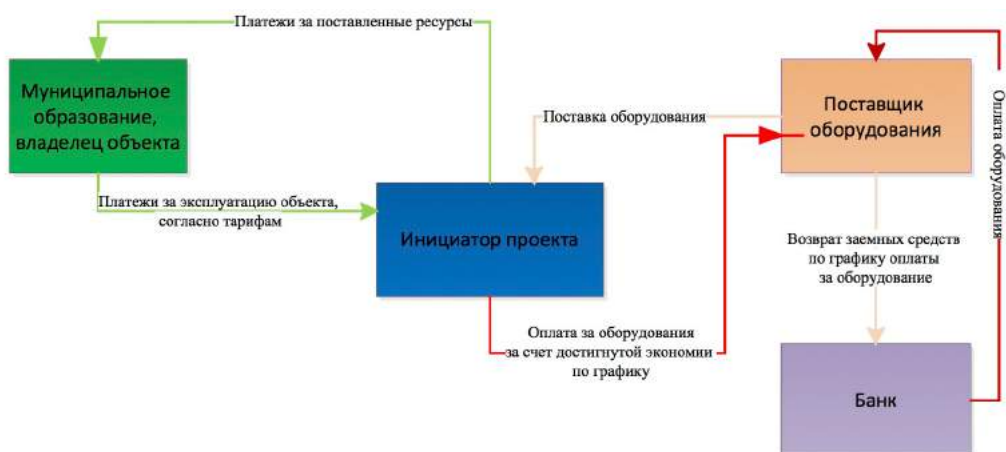 Платежи за поставленные ресурсы
Муниципальное
образование,
владелец объекта
Поставщик
оборудования
Оплата оборудования
Поставка оборудования
Платежи за эксплуатацию объекта,
согласно тарифам
Инициатор проекта
Возврат заемных средств
по графику оплаты
за оборудование
Оплата за оборудования
за счет достигнутой экономии
по графику
Банк